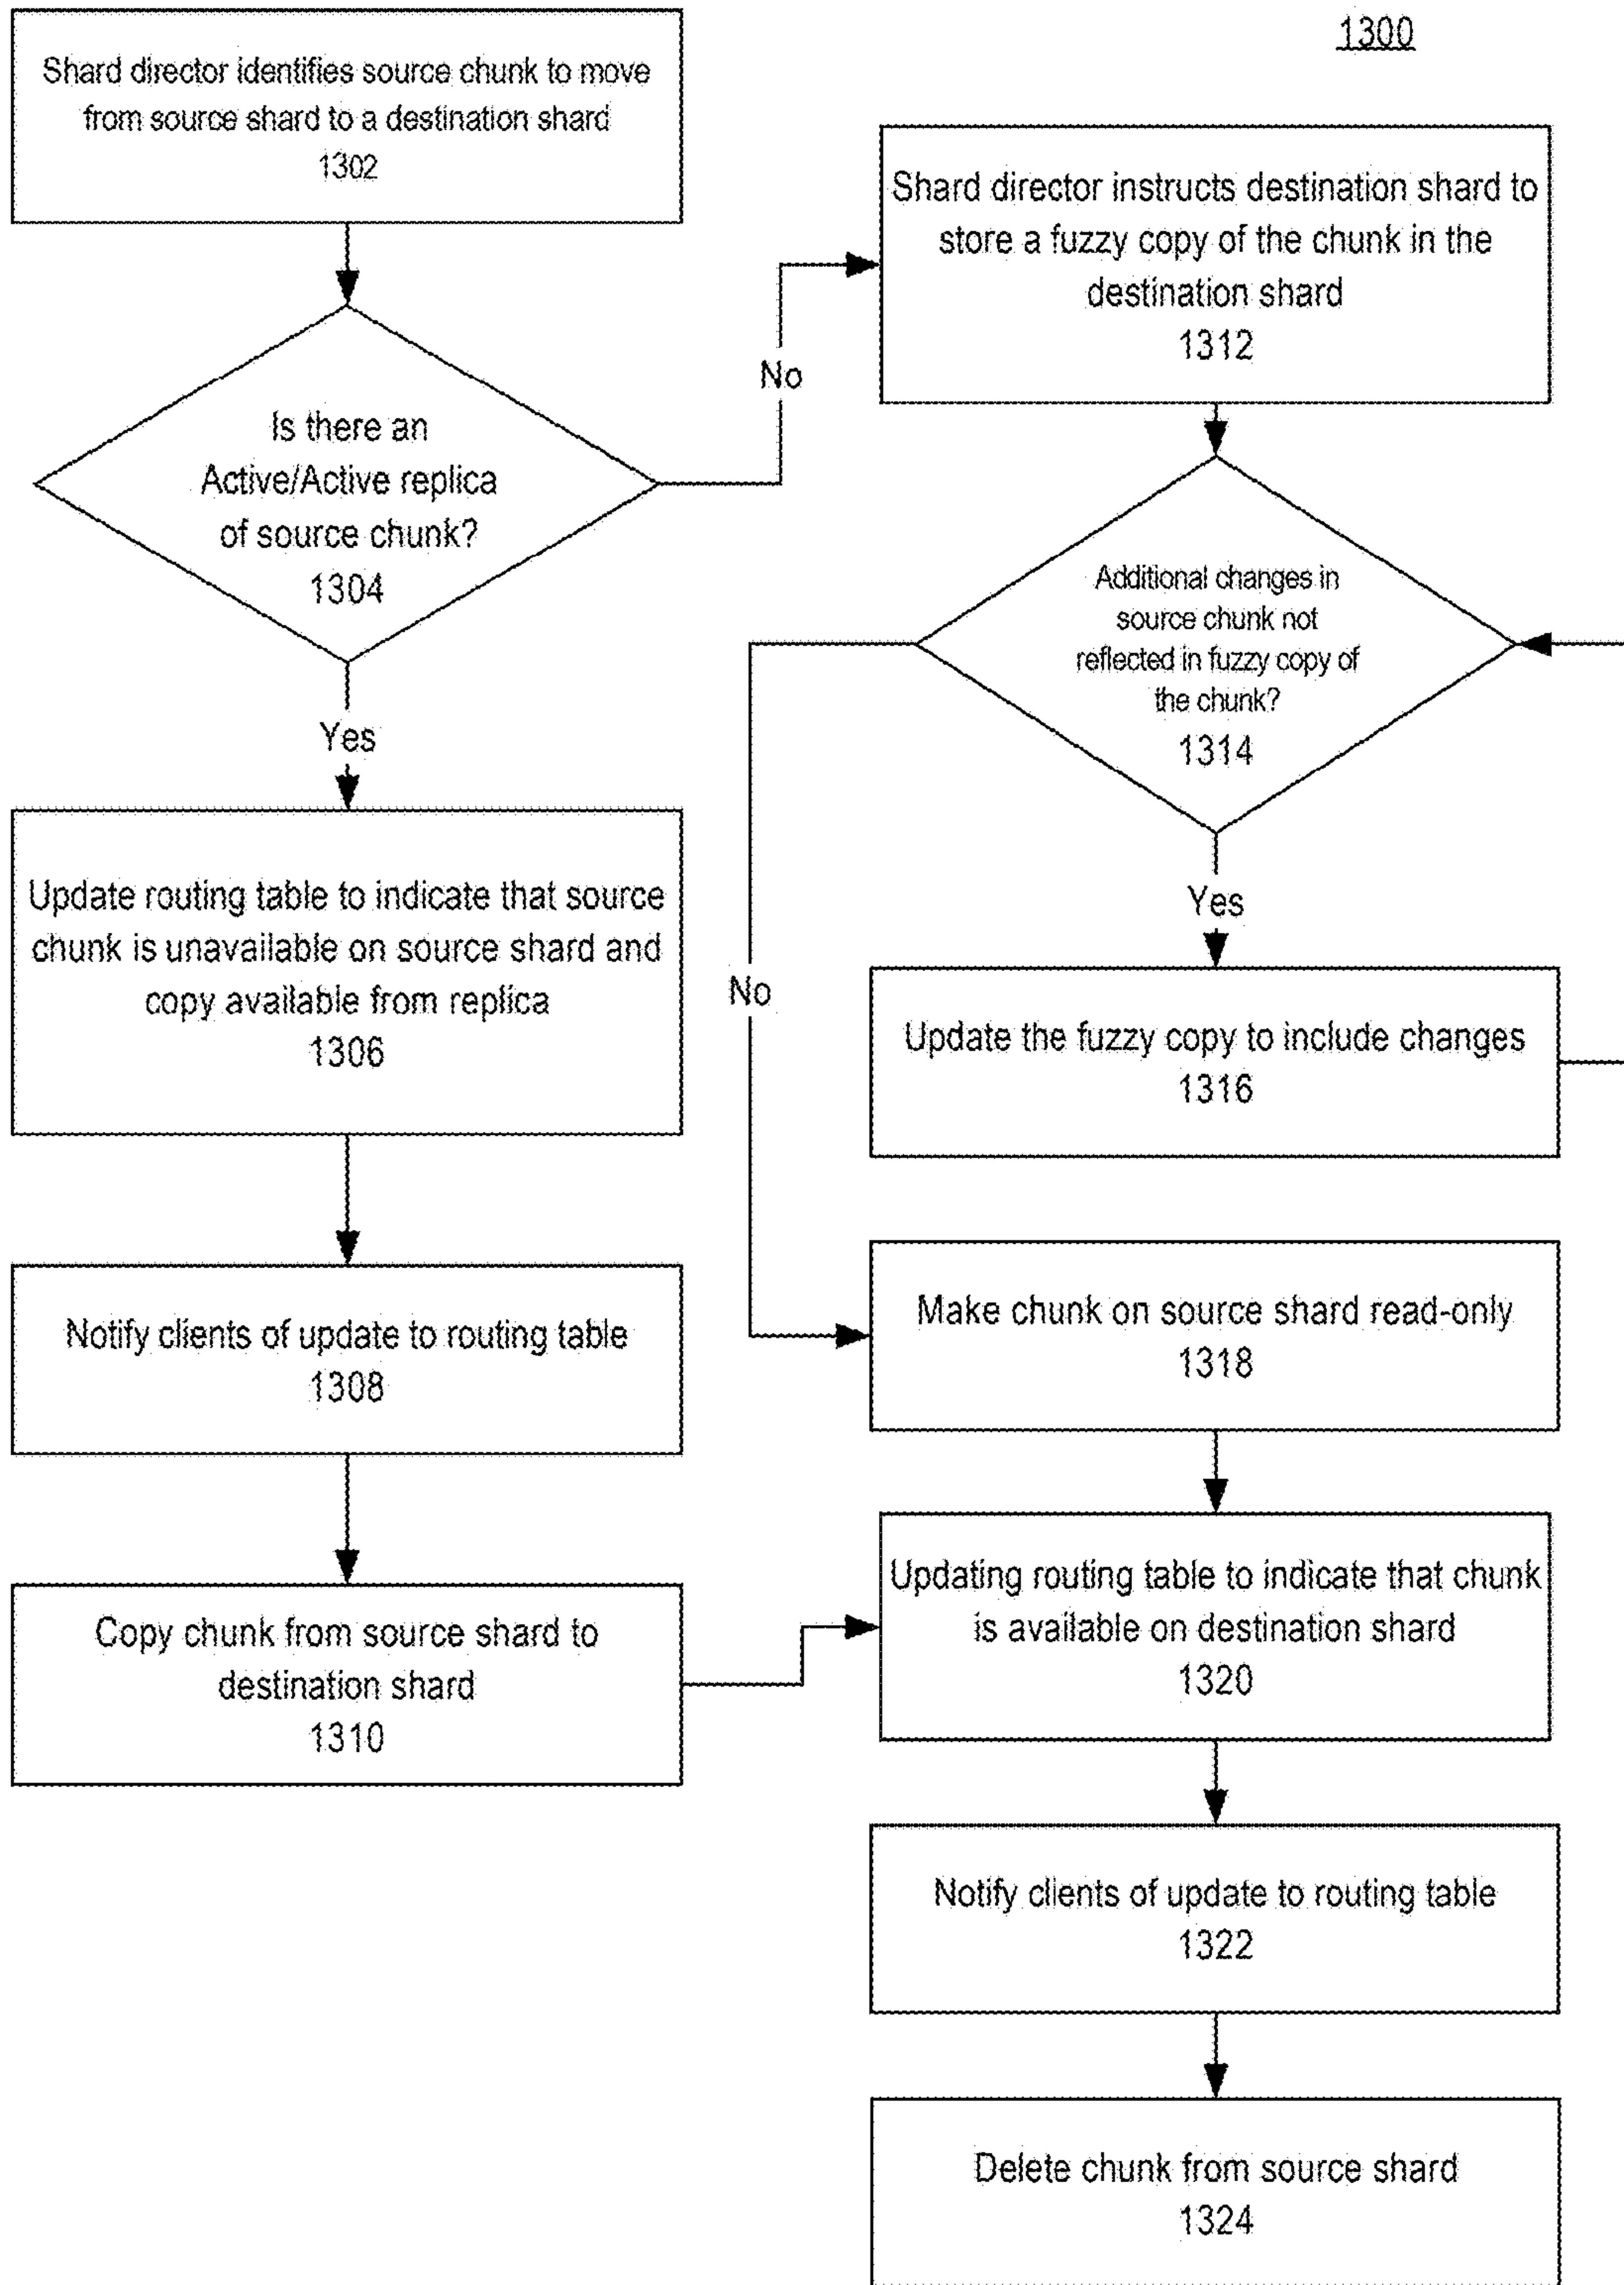 1300
Shard director identifies source chunk to move
from source shard to a destination shard
1302
Is there an
Active/Active replica
of source chunk?
1304
Yes
Update routing table to indicate that source
chunk is unavailable on source shard and
copy available from replica
1306
Notify clients of update to routing table
1308
Copy chunk from source shard to
destination shard
1310
No
Shard director instructs destination shard to
store a fuzzy copy of the chunk in the
destination shard
1312
Additional changes in
source chunk not
reflected in fuzzy copy of
the chunk?
1314
Yes
No
Update the fuzzy copy to include changes
1316
Make chunk on source shard read-only
1318
Updating routing table to indicate that chunk
is available on destination shard
1320
Notify clients of update to routing table
1322
Delete chunk from source shard
1324